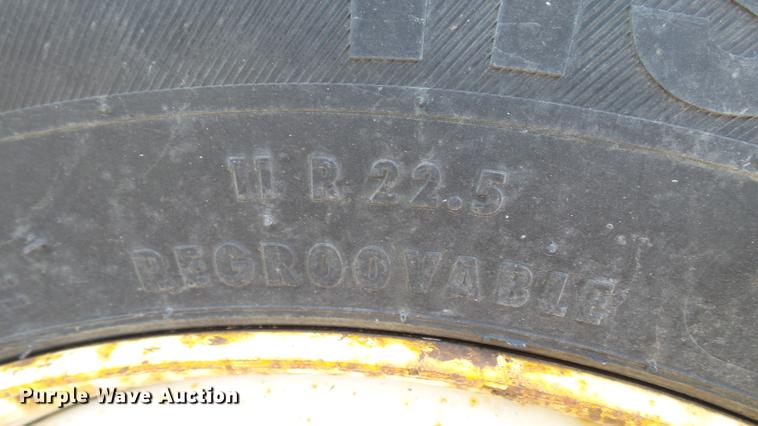 11 R 22.5
REGROOVABLE
Purple Wave Auction